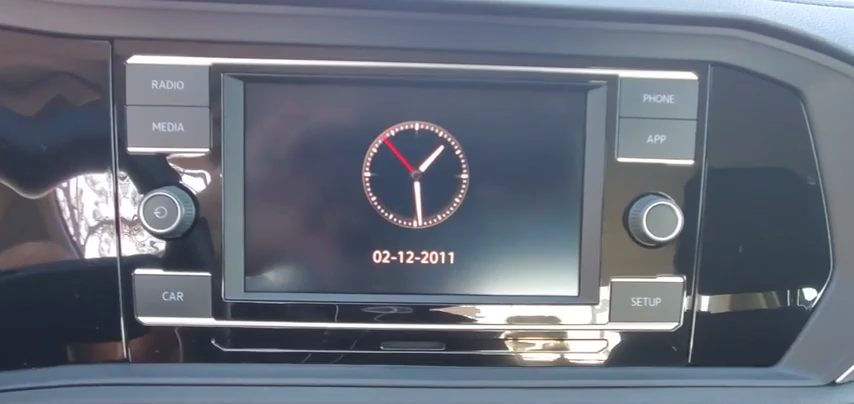 RADIO
MEDIA
CAR
02-12-2011
PHONE
APP
SETUP